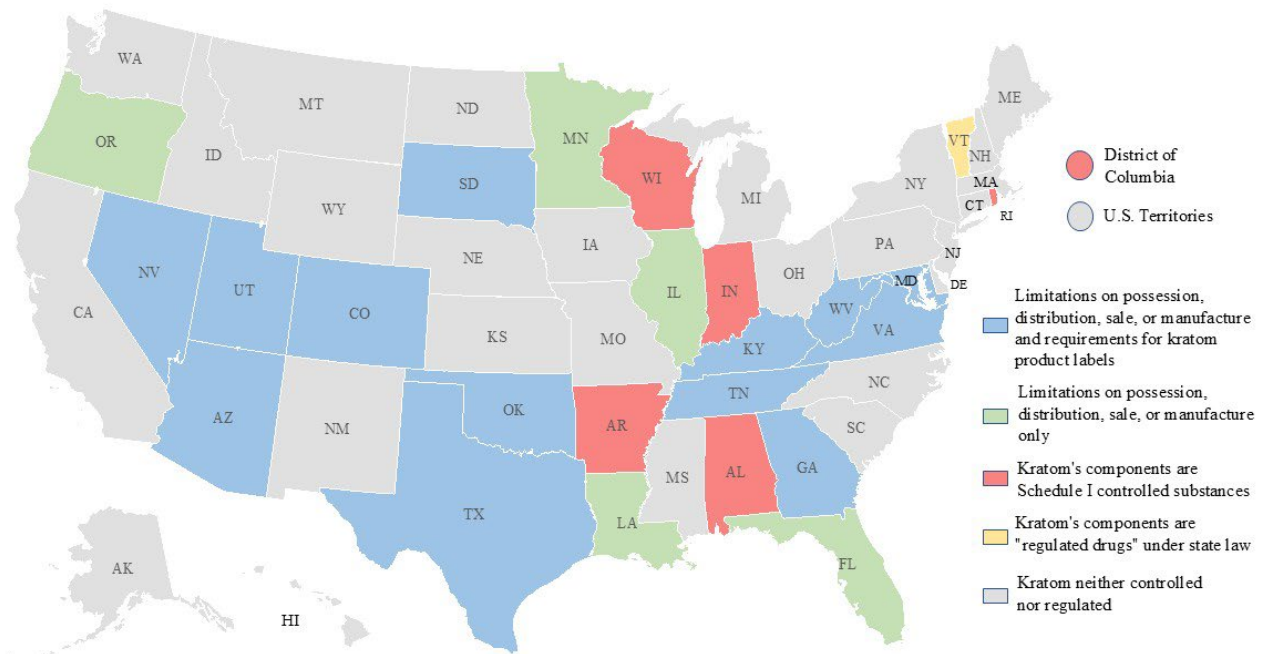 WA
MT
ND
MN
ME
OR
ID
SD
WI
VT
NH
WY
MI
NY
MA
CT
RI
IA
NE
PA
NJ
NV
UT
CO
IL
IN
OH
MD
DE
CA
KS
MO
WV
VA
KY
AZ
NM
OK
AR
TN
NC
SC
TX
LA
MS
AL
GA
FL
AK
HI
District of
Columbia
U.S. Territories
Limitations on possession,
distribution, sale, or manufacture
and requirements for kratom
product labels
Limitations on possession,
distribution, sale, or manufacture
only
Kratom's components are
Schedule I controlled substances
Kratom's components are
"regulated drugs" under state law
Kratom neither controlled
nor regulated